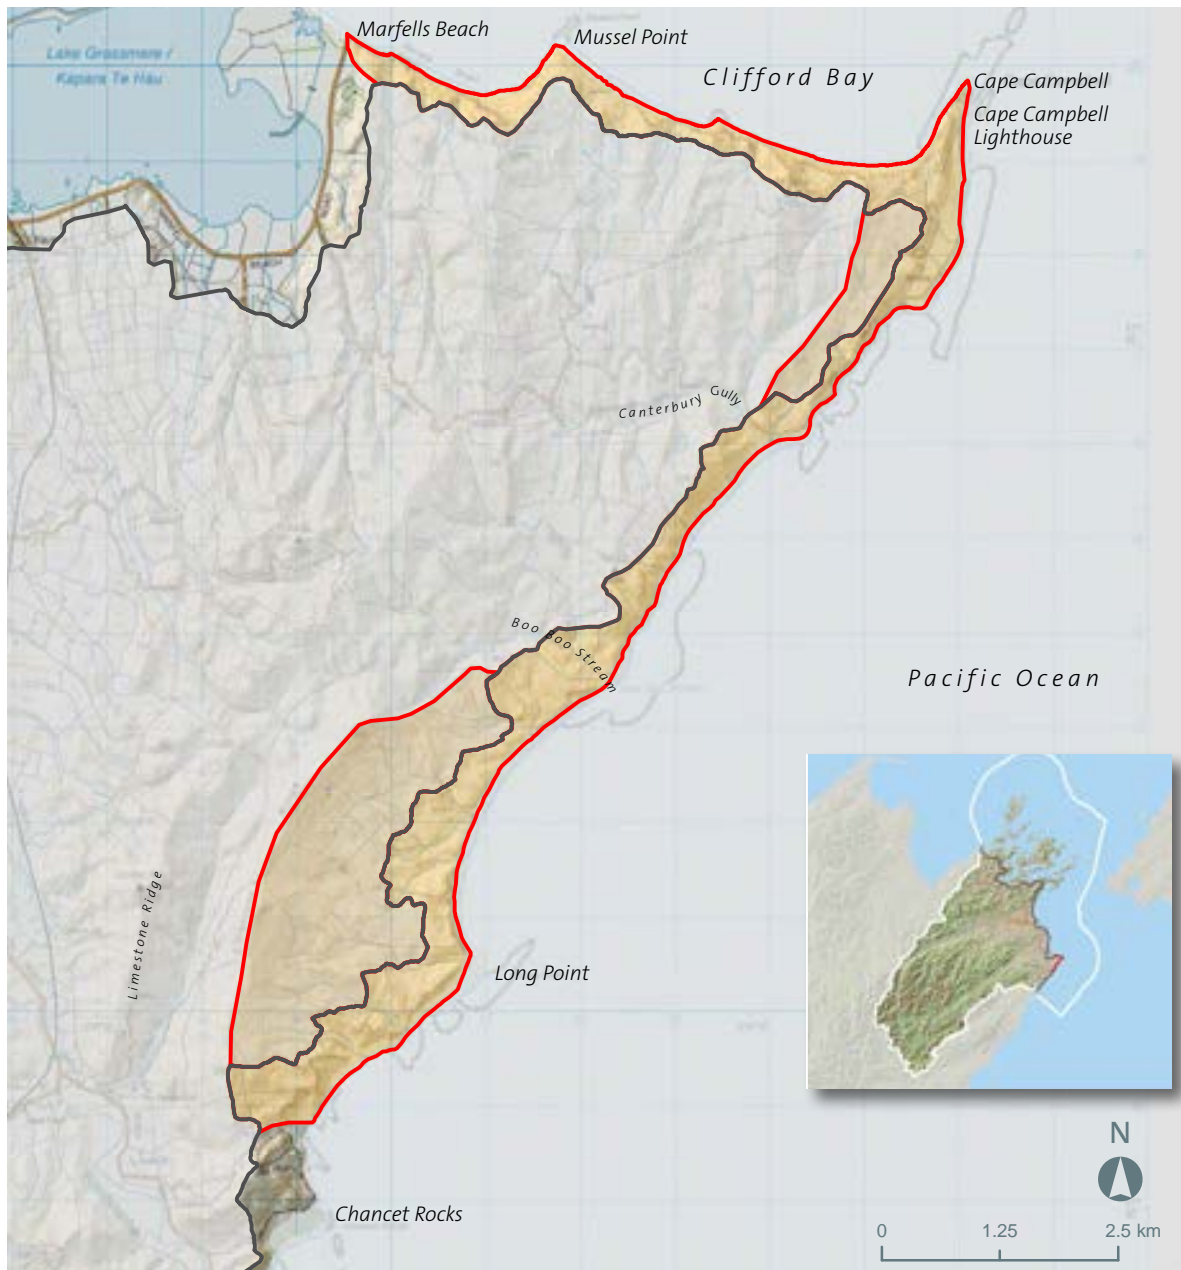 Marfells Beach
Mussel Point
Lake Grassmere /
Kapara Te Hau
Clifford Bay
Cape Campbell
Cape Campbell
Lighthouse
Canterbury Gully
Boo Boo Stream
Pacific Ocean
Limestone Ridge
Long Point
N
Chancet Rocks
0 1.25 2.5 km